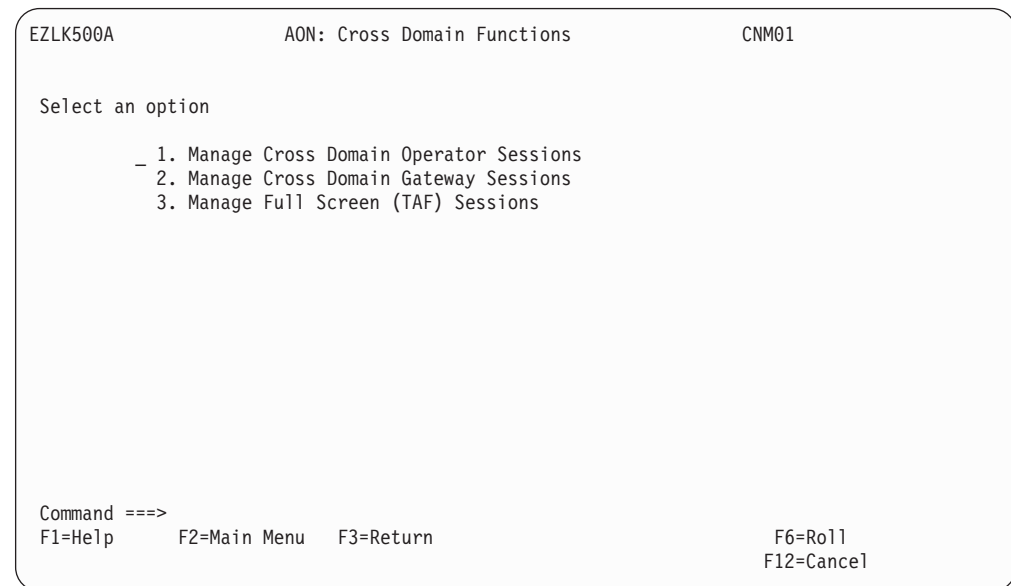 EZLK500A AON: Cross Domain Functions CNM01
Select an option
_ 1. Manage Cross Domain Operator Sessions
2. Manage Cross Domain Gateway Sessions
3. Manage Full Screen (TAF) Sessions
Command ===>
F1=Help F2=Main Menu F3=Return F6=Roll
F12=Cancel